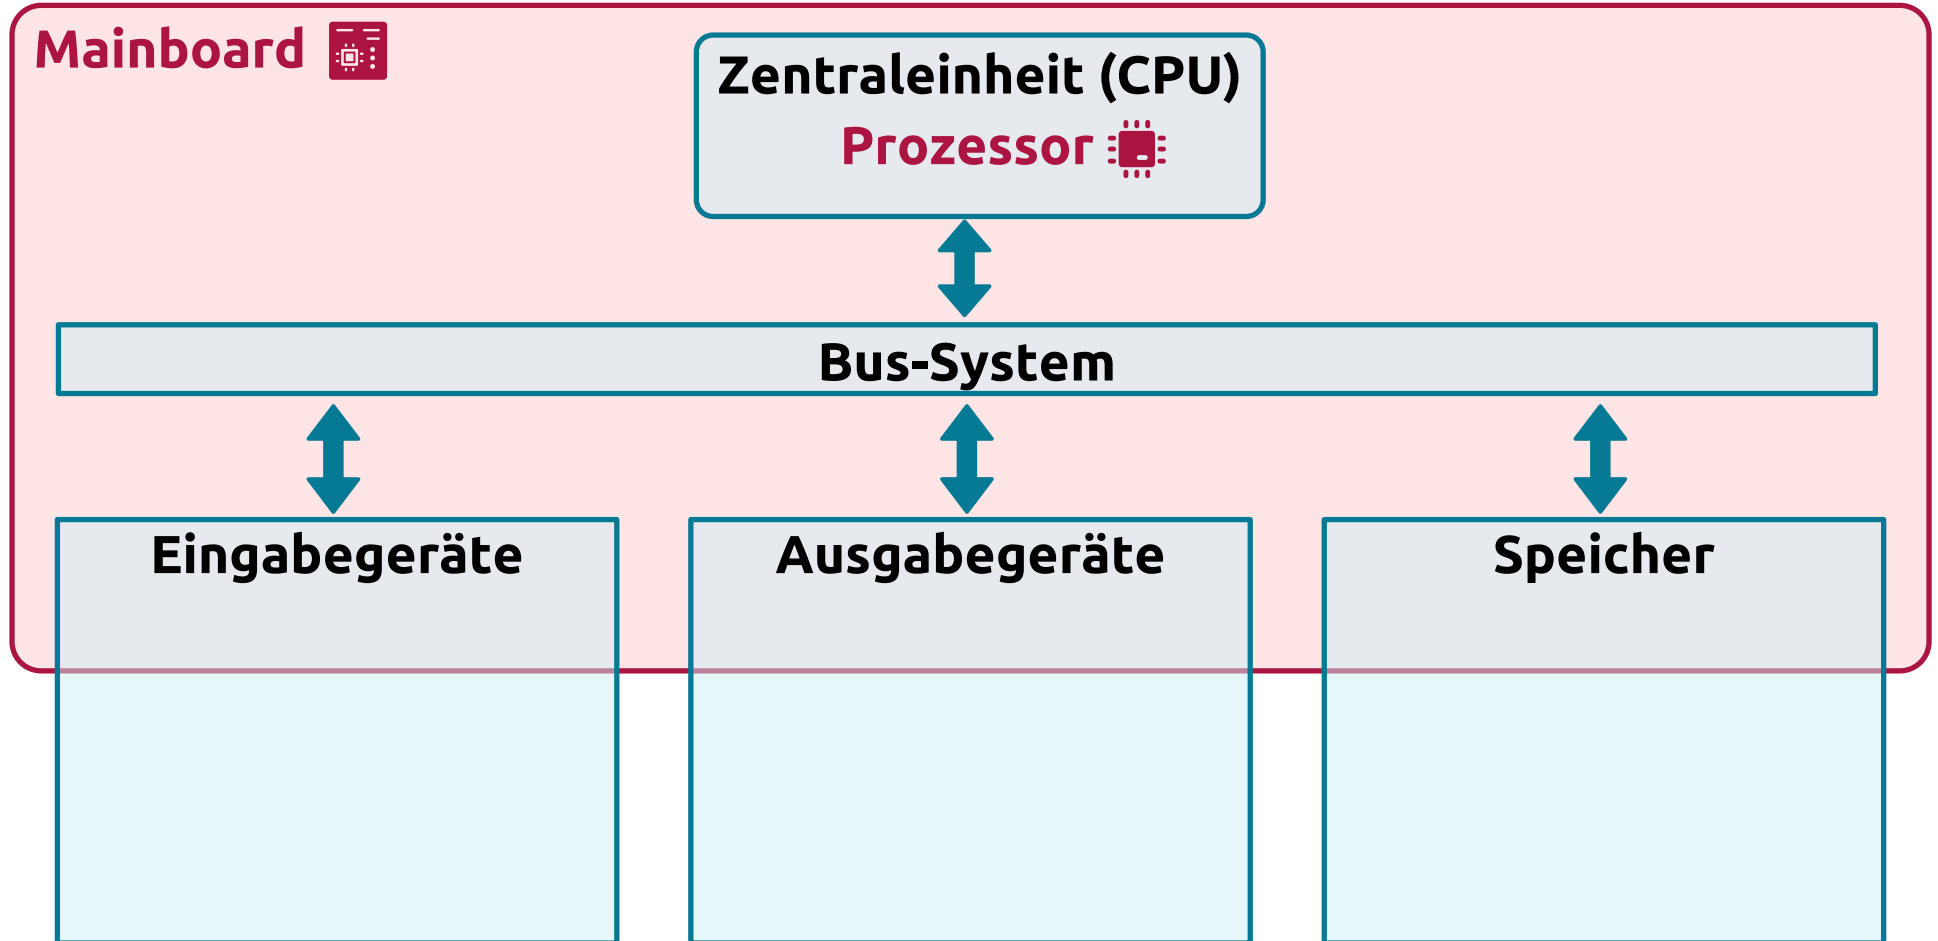 Mainboard
Zentraleinheit (CPU)
Prozessor
Bus-System
Eingabegeräte
Ausgabegeräte
Speicher